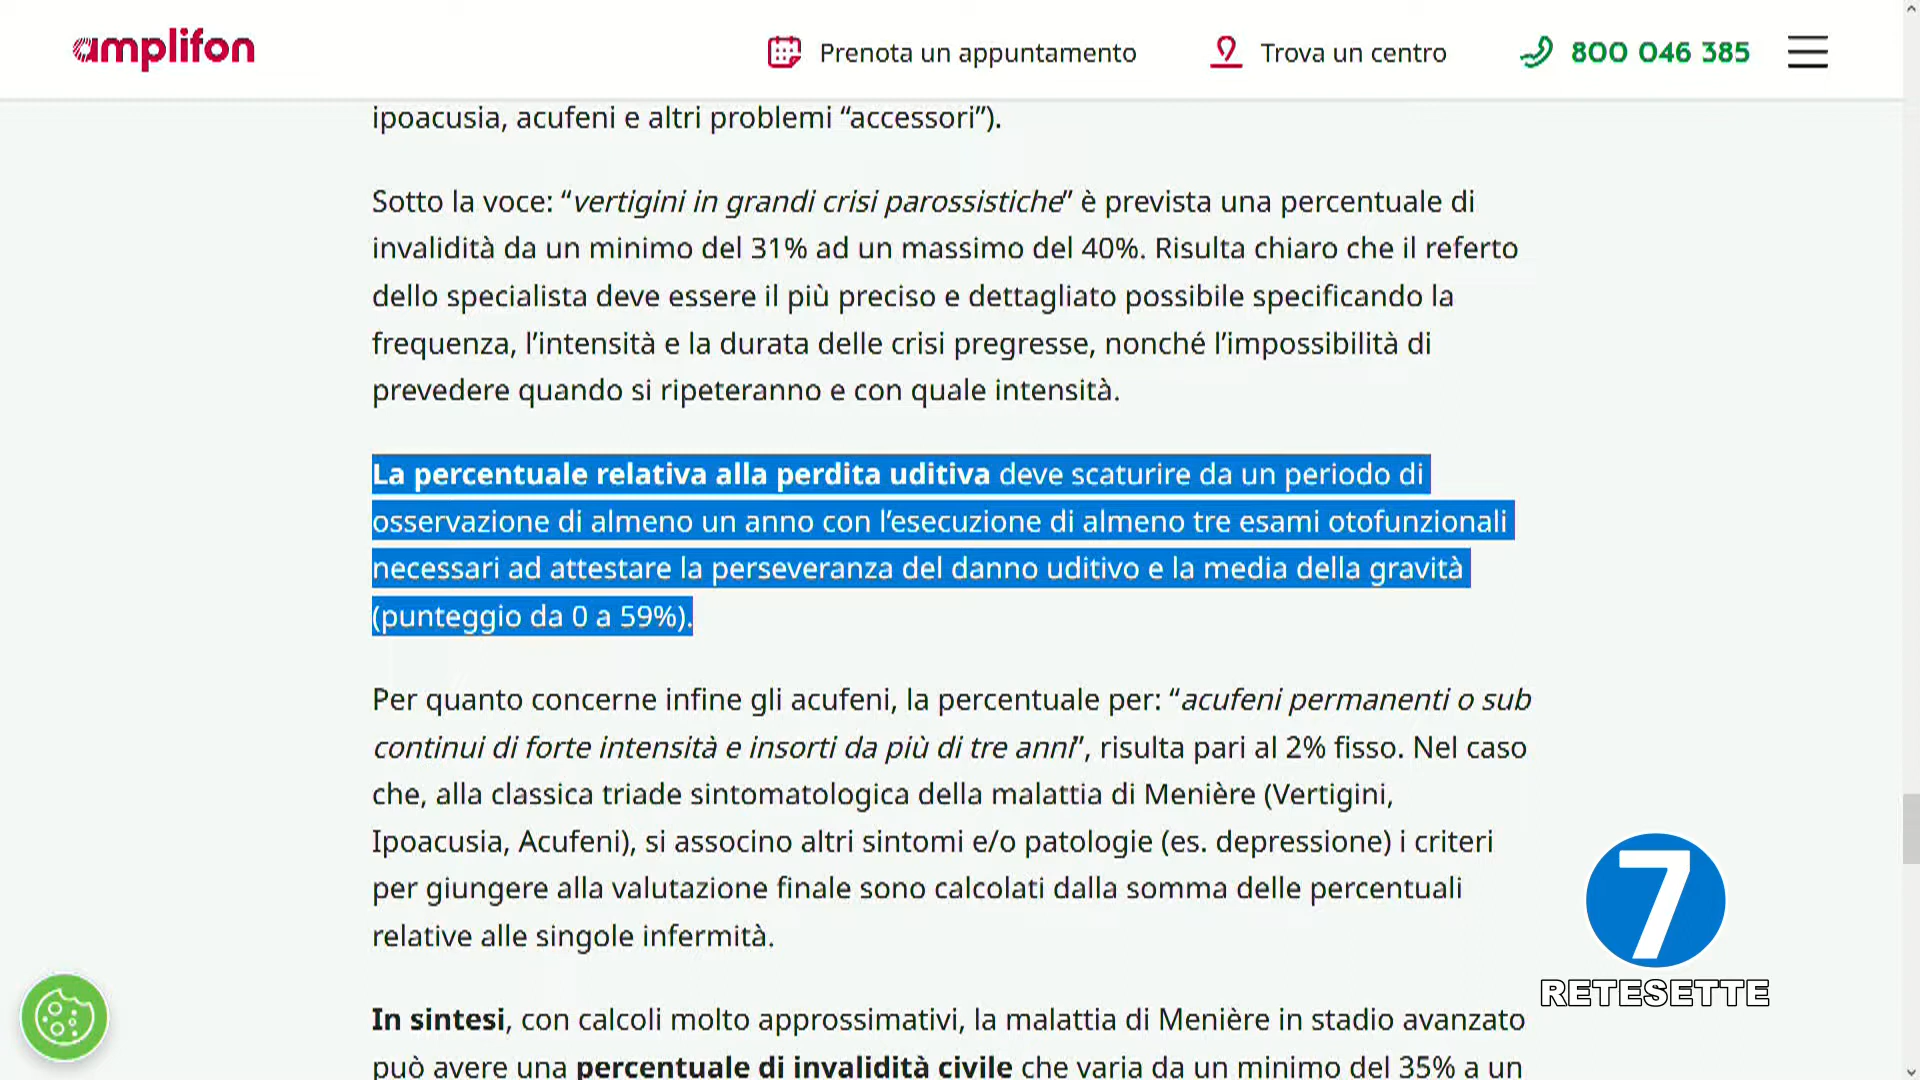 amplifon
Prenota un appuntamento
Trova un centro
800 046 385
ipoacusia, acufeni e altri problemi “accessori”).
Sotto la voce: “vertigini in grandi crisi parossistiche” è prevista una percentuale di
invalidità da un minimo del 31% ad un massimo del 40%. Risulta chiaro che il referto
dello specialista deve essere il più preciso e dettagliato possibile specificando la
frequenza, l’intensità e la durata delle crisi pregresse, nonché l’impossibilità di
prevedere quando si ripeteranno e con quale intensità.
La percentuale relativa alla perdita uditiva deve scaturire da un periodo di
osservazione di almeno un anno con l’esecuzione di almeno tre esami otofunzionali
necessari ad attestare la perseveranza del danno uditivo e la media della gravità
(punteggio da 0 a 59%).
Per quanto concerne infine gli acufeni, la percentuale per: “acufeni permanenti o sub
continui di forte intensità e insorti da più di tre anni”, risulta pari al 2% fisso. Nel caso
che, alla classica triade sintomatologica della malattia di Menière (Vertigini,
Ipoacusia, Acufeni), si associno altri sintomi e/o patologie (es. depressione) i criteri
per giungere alla valutazione finale sono calcolati dalla somma delle percentuali
relative alle singole infermità.
In sintesi, con calcoli molto approssimativi, la malattia di Menière in stadio avanzato
può avere una percentuale di invalidità civile che varia da un minimo del 35% a un
7
RETESETTE